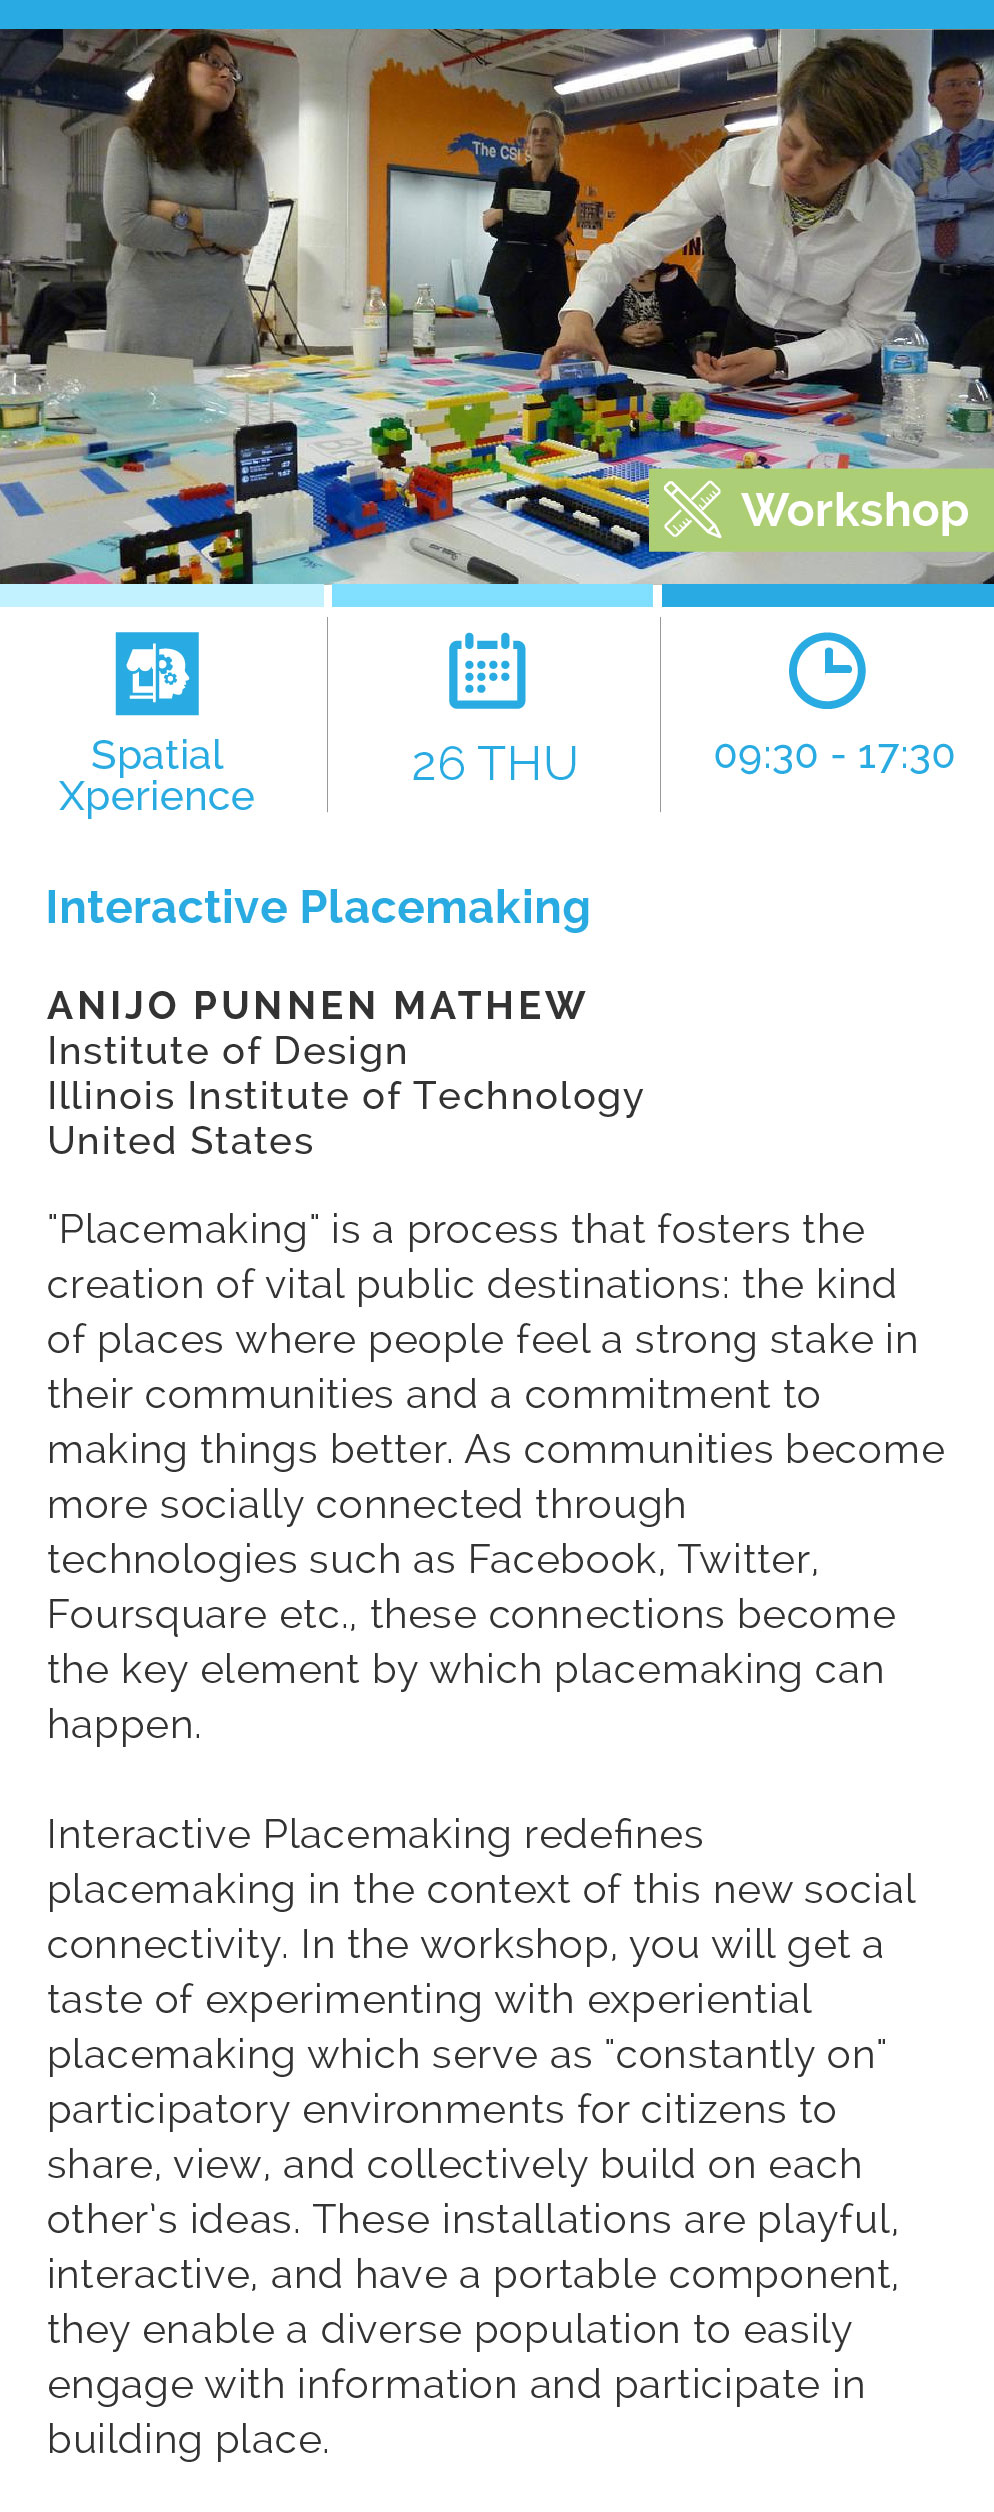 The CSI
Workshop
Spatial
Xperience
26 THU
09:30 - 17:30
Interactive Placemaking
ANIJO PUNNEN MATHEW
Institute of Design
Illinois Institute of Technology
United States
"Placemaking" is a process that fosters the
creation of vital public destinations: the kind
of places where people feel a strong stake in
their communities and a commitment to
making things better. As communities become
more socially connected through
technologies such as Facebook, Twitter,
Foursquare etc., these connections become
the key element by which placemaking can
happen.
Interactive Placemaking redefines
placemaking in the context of this new social
connectivity. In the workshop, you will get a
taste of experimenting with experiential
placemaking which serve as "constantly on"
participatory environments for citizens to
share, view, and collectively build on each
other's ideas. These installations are playful,
interactive, and have a portable component,
they enable a diverse population to easily
engage with information and participate in
building place.